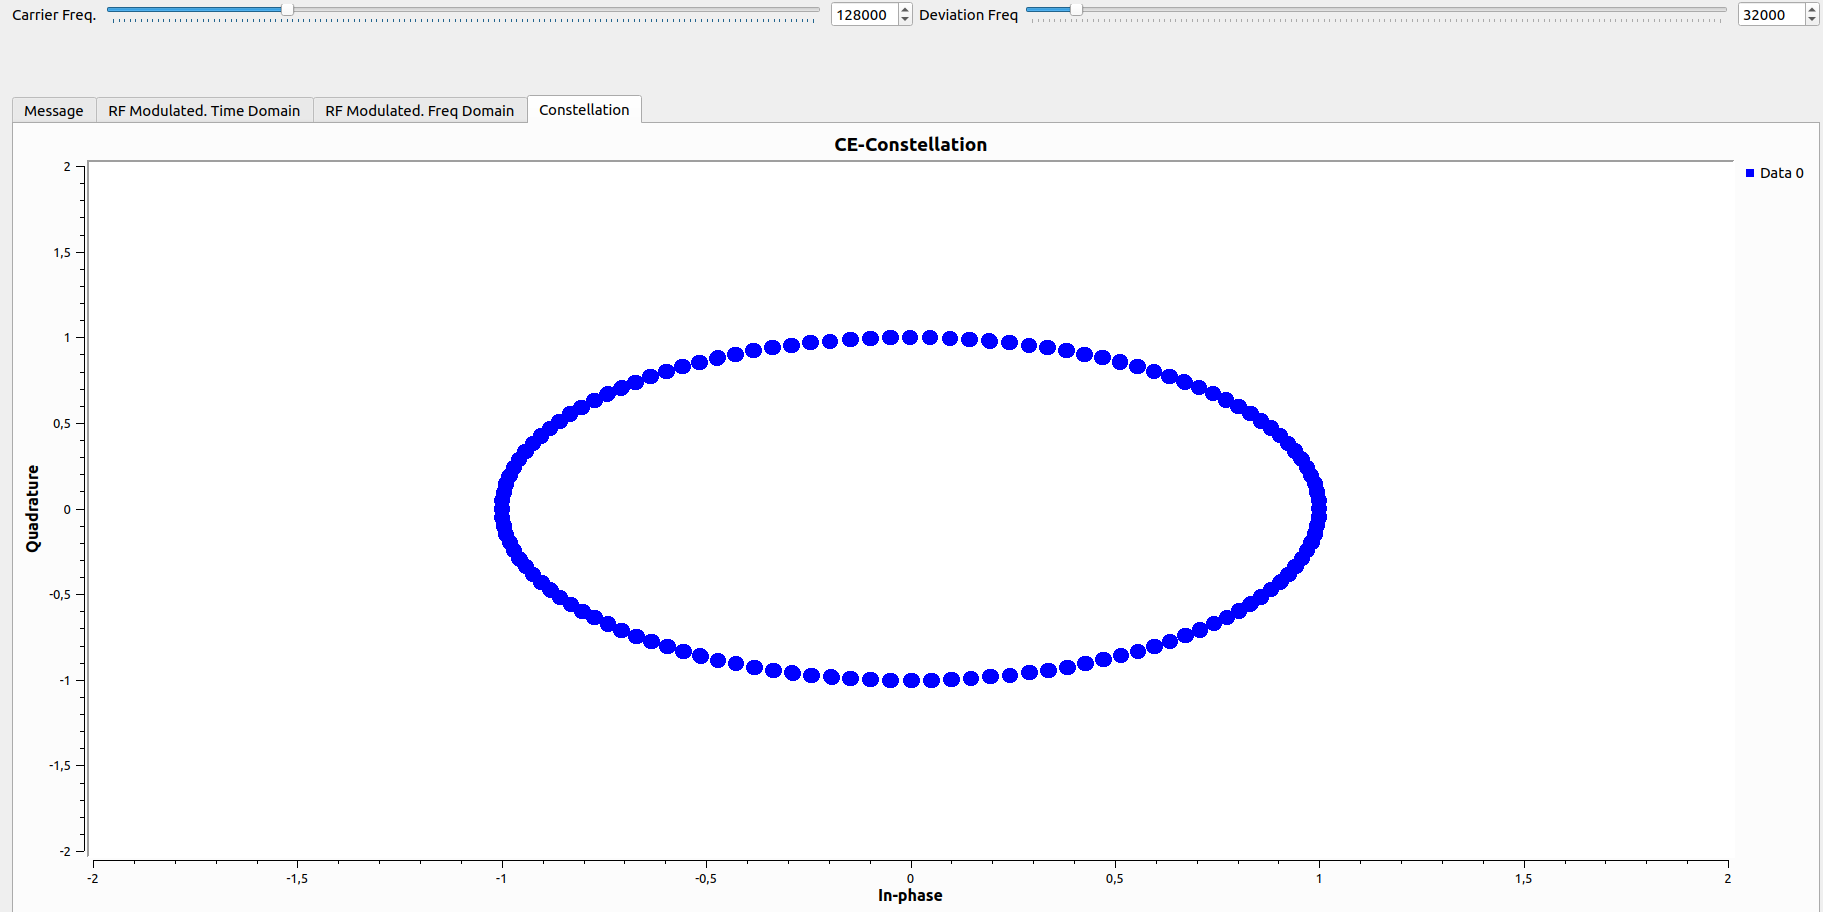 Carrier Freq. 128000 Deviation Freq 32000
Message RF Modulated. Time Domain RF Modulated. Freq Domain Constellation
CE-Constellation
Data 0
2
1,5
1
0,5
0
-0,5
-1
-1,5
-2
Quadrature
-2 -1,5 -1 -0,5 0 0,5 1 1,5 2
In-phase